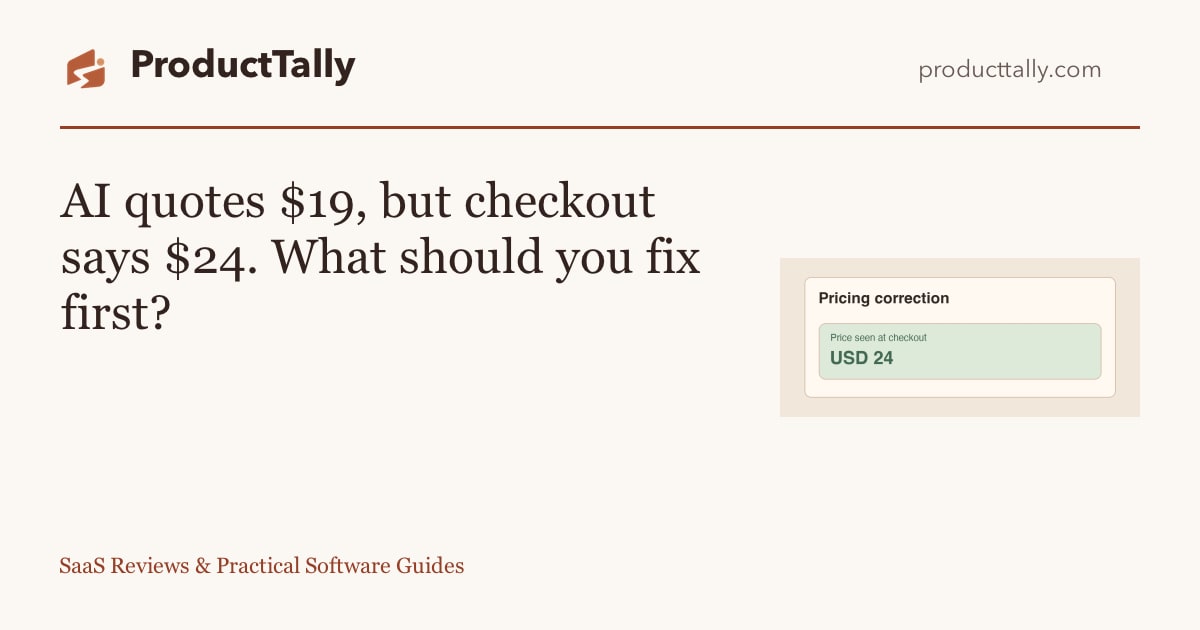 ProductTally
producttally.com
AI quotes $19, but checkout
says $24. What should you fix
first?
Pricing correction
Price seen at checkout
USD 24
SaaS Reviews & Practical Software Guides